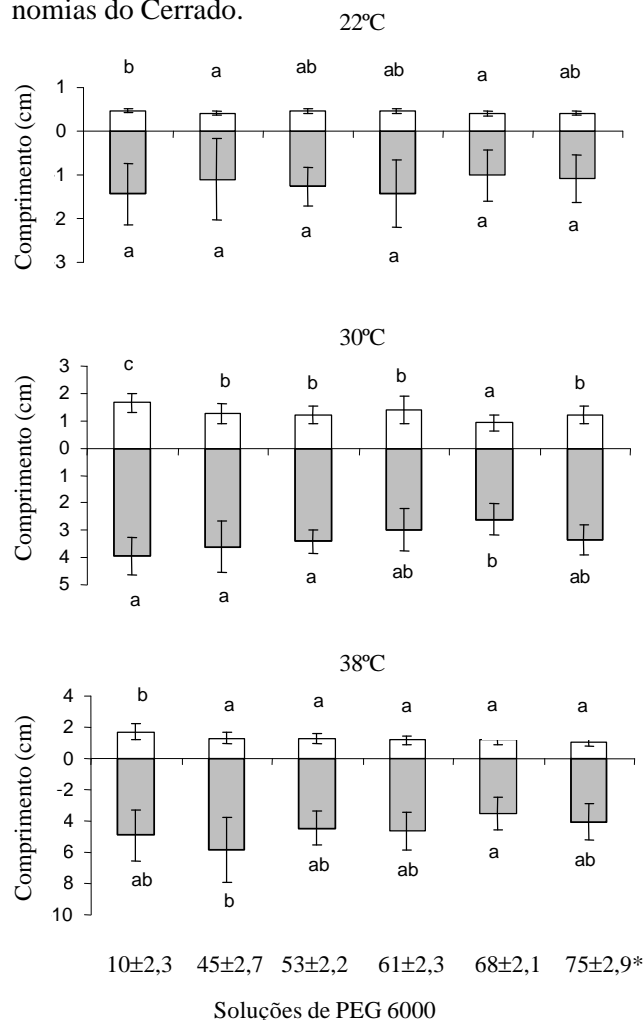 nomias do Cerrado.
22ºC
b a ab ab a ab
1
0
1
2
3
Comprimento (cm)
a a a a a a
30ºC
3
2
1
0
1
2
3
4
5
Comprimento (cm)
c b b b a b
a a a ab b ab
38ºC
4
2
0
-2
4
6
8
10
Comprimento (cm)
b a a a a a
ab b ab ab a ab
10±2,3 45±2,7 53±2,2 61±2,3 68±2,1 75±2,9*
Soluções de PEG 6000